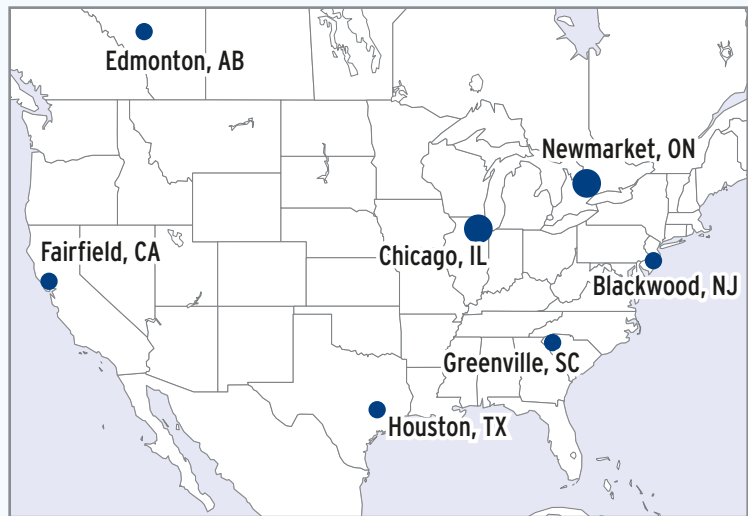 Edmonton, AB
Newmarket, ON
Fairfield, CA
Chicago, IL
Blackwood, NJ
Greenville, SC
Houston, TX